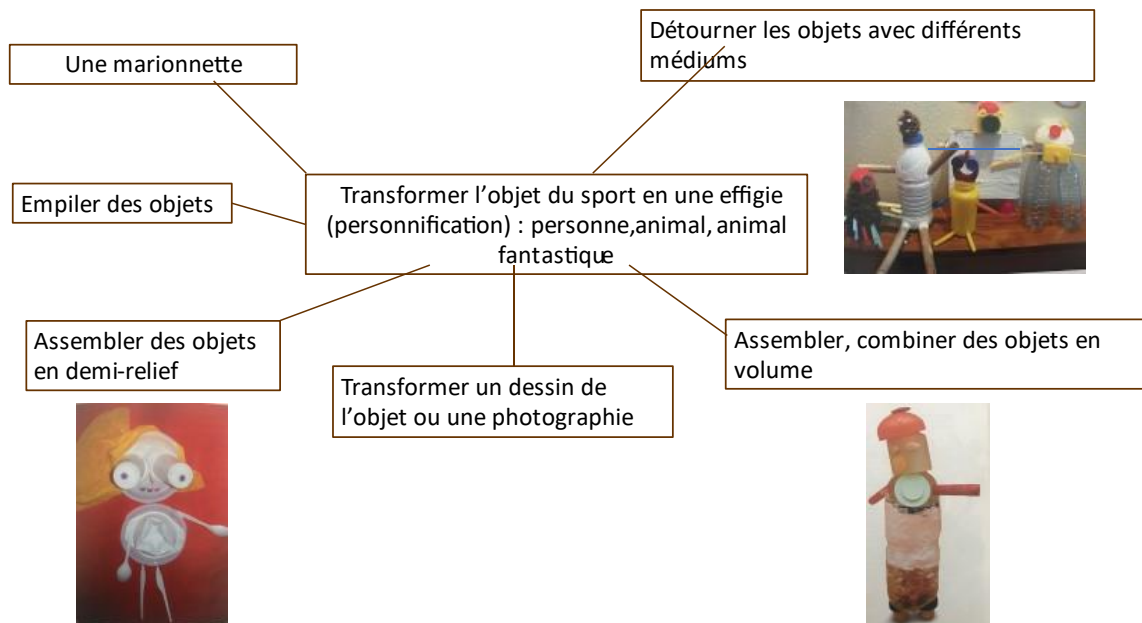 Une marionnette
Détourner les objets avec différents
médiums
Empiler des objets
Transformer l’objet du sport en une effigie
(personnification) : personne,animal, animal
fantastique
Assembler des objets
en demi-relief
Transformer un dessin de
l’objet ou une photographie
Assembler, combiner des objets en
volume